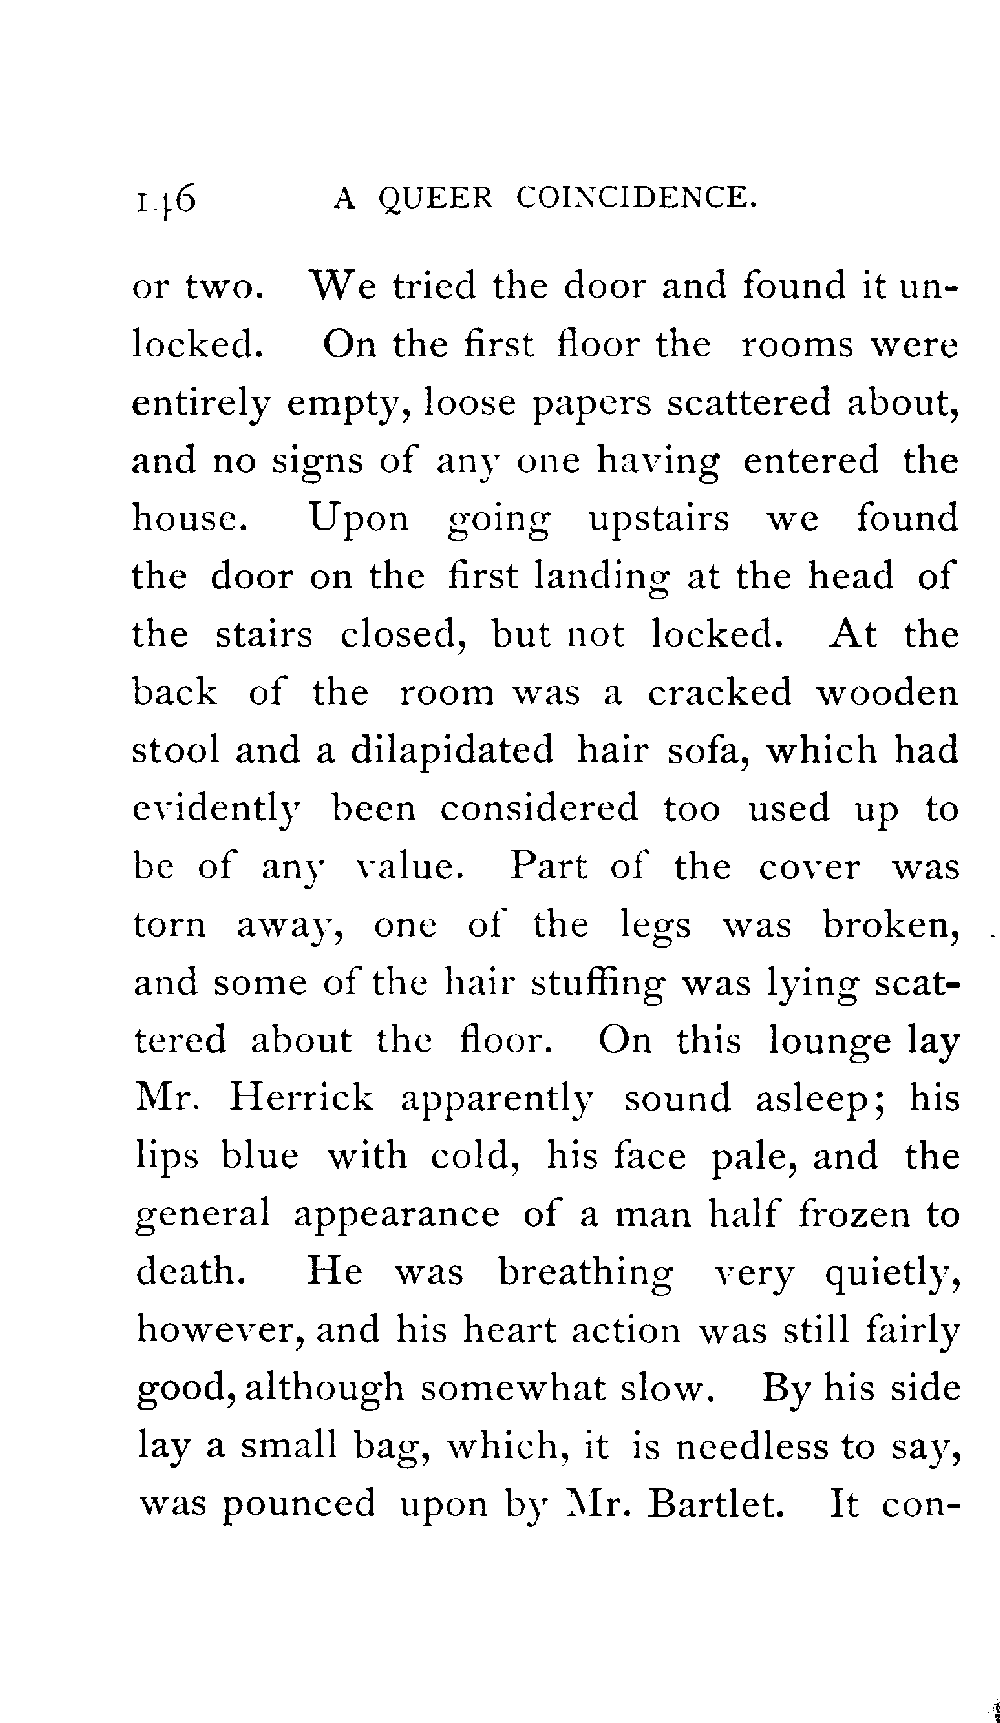 146 A QUEER COINCIDENCE.
or two. We tried the door and found it un-
locked. On the first floor the rooms were
entirely empty, loose papers scattered about,
and no signs of any one having entered the
house. Upon going upstairs we found
the door on the first landing at the head of
the stairs closed, but not locked. At the
back of the room was a cracked wooden
stool and a dilapidated hair sofa, which had
evidently been considered too used up to
be of any value. Part of the cover was
torn away, one of the legs was broken,
and some of the hair stuffing was lying scat-
tered about the floor. On this lounge lay
Mr. Herrick apparently sound asleep; his
lips blue with cold, his face pale, and the
general appearance of a man half frozen to
death. He was breathing very quietly,
however, and his heart action was still fairly
good, although somewhat slow. By his side
lay a small bag, which, it is needless to say,
was pounced upon by Mr. Bartlet. It con-